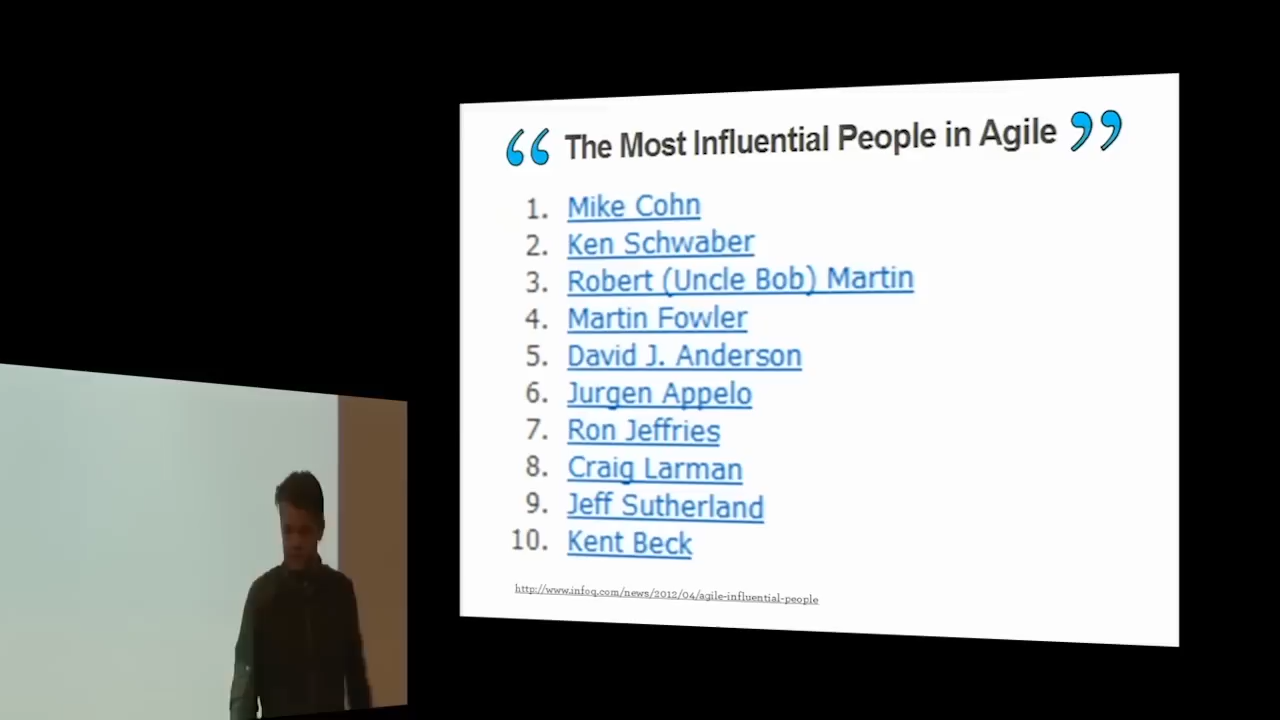 “ The Most Influential People in Agile ”
1. Mike Cohn
2. Ken Schwaber
3. Robert (Uncle Bob) Martin
4. Martin Fowler
5. David J. Anderson
6. Jurgen Appelo
7. Ron Jeffries
8. Craig Larman
9. Jeff Sutherland
10. Kent Beck
http://www.infoq.com/news/2012/04/agile-influential-people